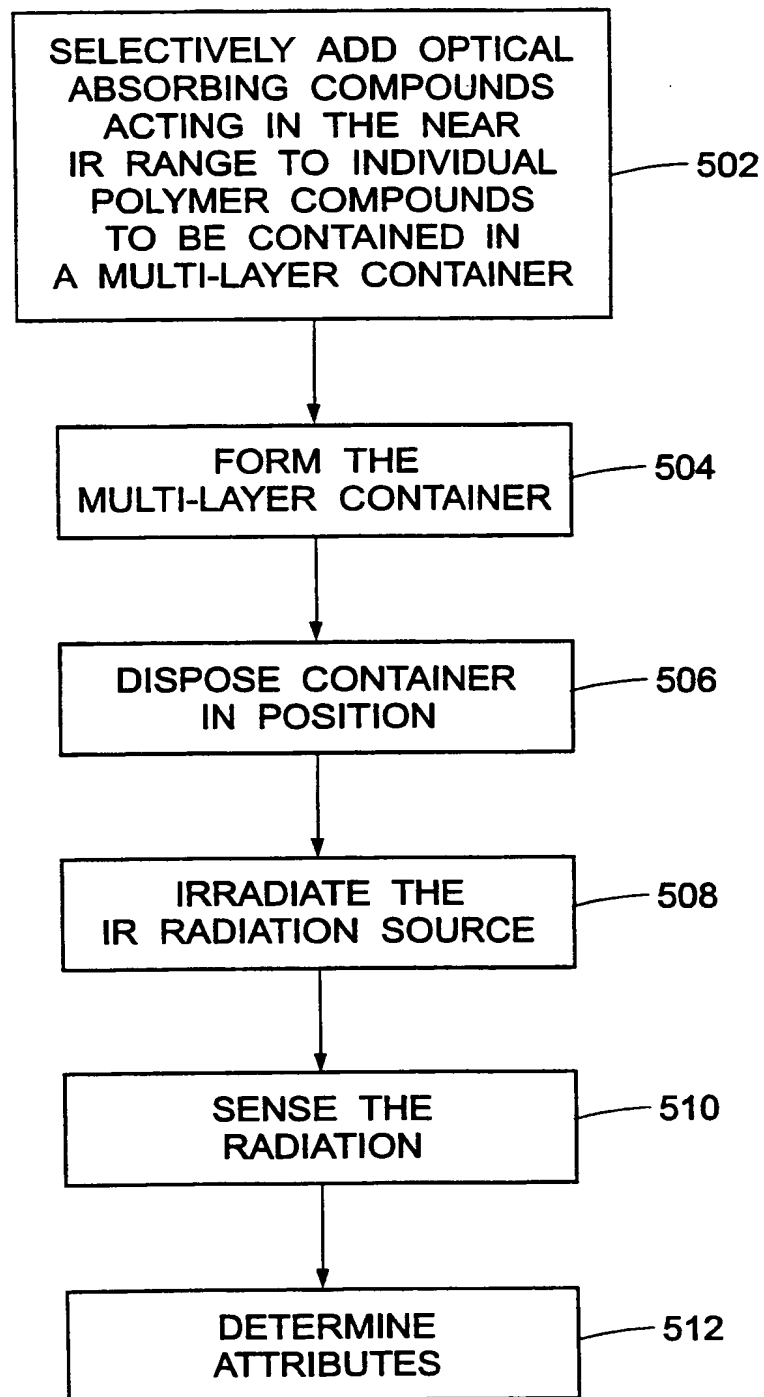 SELECTIVELY ADD OPTICAL
ABSORBING COMPOUNDS
ACTING IN THE NEAR
IR RANGE TO INDIVIDUAL
POLYMER COMPOUNDS
TO BE CONTAINED IN
A MULTI-LAYER CONTAINER
502
FORM THE
MULTI-LAYER CONTAINER
504
DISPOSE CONTAINER
IN POSITION
506
IRRADIATE THE
IR RADIATION SOURCE
508
SENSE THE
RADIATION
510
DETERMINE
ATTRIBUTES
512